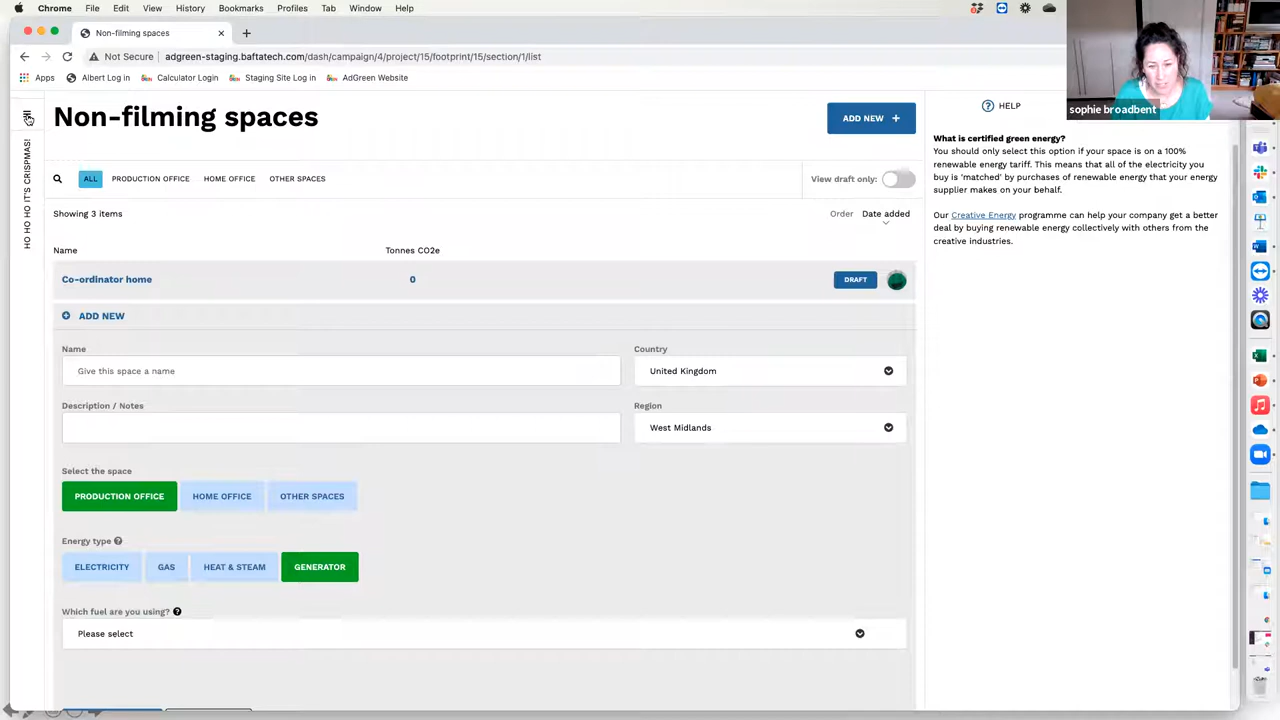 Chrome File Edit View History Bookmarks Profiles Tab Window Help
Non-filming spaces
Not Secure adgreen-staging.baftatech.com/dash/campaign/4/project/15/footprint/15/section/1/list/
Apps Albert Log in Calculator Login Staging Site Log in AdGreen Website
sophie broadbent
HO HO HO IT'S CRISPMAS!
Non-filming spaces
ADD NEW +
ALL PRODUCTION OFFICE HOME OFFICE OTHER SPACES
View draft only:
Showing 3 items
Order Date added
Name Tonnes CO2e
Co-ordinator home 0 DRAFT
ADD NEW
Name
Give this space a name
Country
United Kingdom
Description / Notes
Region
West Midlands
Select the space
PRODUCTION OFFICE HOME OFFICE OTHER SPACES
Energy type
ELECTRICITY GAS HEAT & STEAM GENERATOR
Which fuel are you using?
Please select
HELP
What is certified green energy?
You should only select this option if your space is on a 100%
renewable energy tariff. This means that all of the electricity you
buy is 'matched' by purchases of renewable energy that your energy
supplier makes on your behalf.
Our Creative Energy programme can help your company get a better
deal by buying renewable energy collectively with others from the
creative industries.